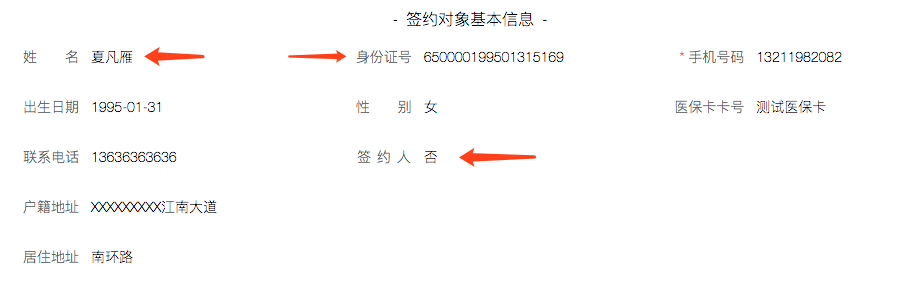 - 签约对象基本信息 -
姓 名 夏凡雁 身份证号 650000199501315169 * 手机号码 13211982082
出生日期 1995-01-31 性 别 女 医保卡卡号 测试医保卡
联系电话 13636363636 签 约 人 否
户籍地址 XXXXXXXXX江南大道
居住地址 南环路